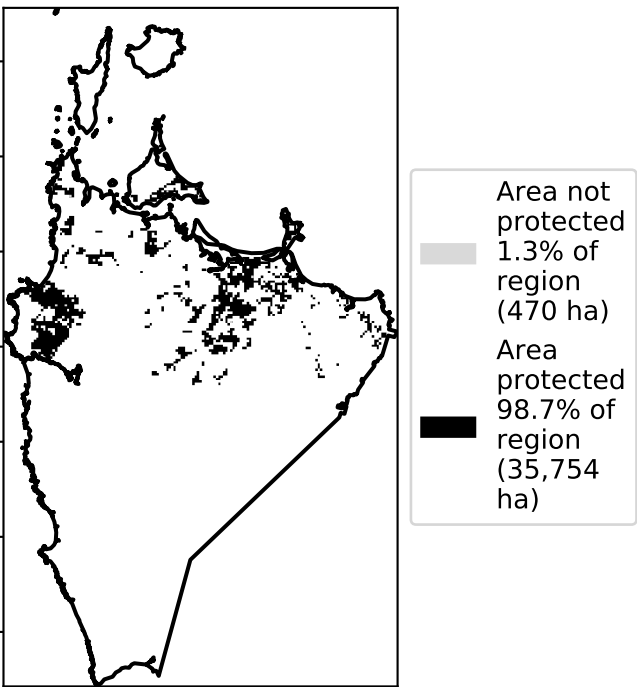 Area not
protected
1.3% of
region
(470 ha)
Area
protected
98.7% of
region
(35,754
ha)